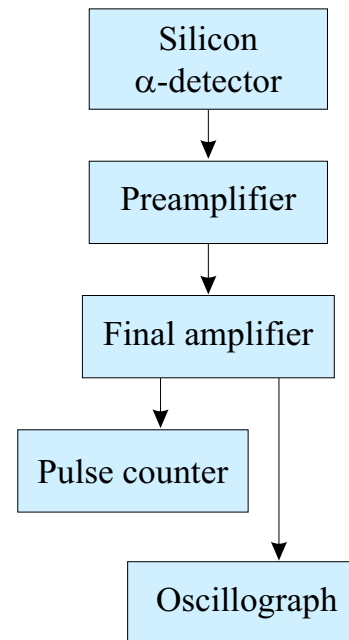 Silicon
α-detector
Preamplifier
Final amplifier
Pulse counter
Oscillograph